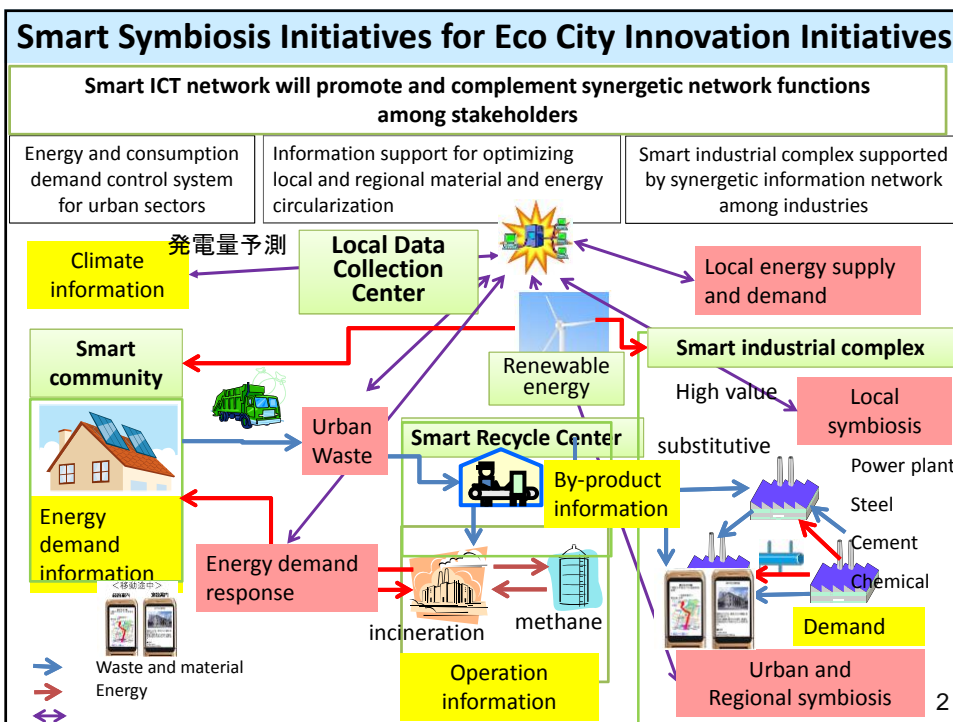 Smart Symbiosis Initiatives for Eco City Innovation Initiatives
Smart ICT network will promote and complement synergetic network functions
among stakeholders
Energy and consumption
demand control system
for urban sectors
Information support for optimizing
local and regional material and energy
circularization
Smart industrial complex supported
by synergetic information network
among industries
発電量予測
Climate
information
Local Data
Collection
Center
Local energy supply
and demand
Smart
community
Renewable
energy
Smart industrial complex
High value
substitutive
Local
symbiosis
Urban
Waste
Smart Recycle Center
By-product
information
Power plant
Steel
Cement
Chemical
Energy
demand
information
<移動途中>
Energy demand
response
incineration
methane
Demand
Operation
information
Urban and
Regional symbiosis
Waste and material
Energy
2